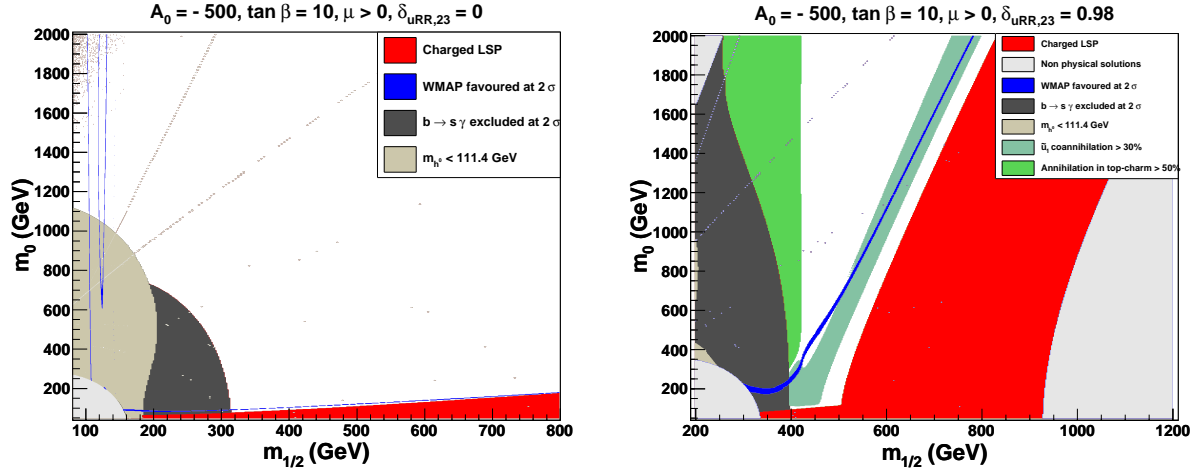 A₀ = - 500, tan β = 10, μ > 0, δ_uRR,23 = 0
m₀ (GeV)
2000
1800
1600
1400
1200
1000
800
600
400
200
Charged LSP
WMAP favoured at 2 σ
b → s γ excluded at 2 σ
m_h⁰ < 111.4 GeV
100 200 300 400 500 600 700 800
m₁/₂ (GeV)
A₀ = - 500, tan β = 10, μ > 0, δ_uRR,23 = 0.98
m₀ (GeV)
2000
1800
1600
1400
1200
1000
800
600
400
200
Charged LSP
Non physical solutions
WMAP favoured at 2 σ
b → s γ excluded at 2 σ
m_h⁰ < 111.4 GeV
ũ₁ coannihilation > 30%
Annihilation in top-charm > 50%
200 400 600 800 1000 1200
m₁/₂ (GeV)